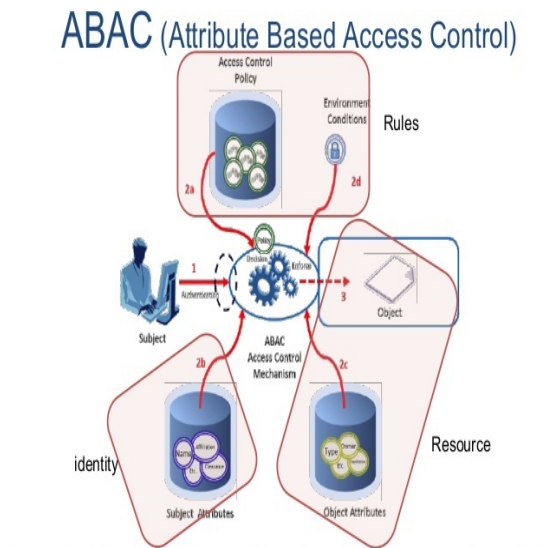 ABAC (Attribute Based Access Control)
Access Control
Policy
Environment
Conditions
Rules
2a
2d
Policy
Decision
Enforce
1
Authentication
3
Subject
Object
ABAC
Access Control
Mechanism
2b
2c
Name
Affiliation
Etc.
Clearance
Type
Owner
Etc.
Resource
identity
Subject Attributes
Object Attributes